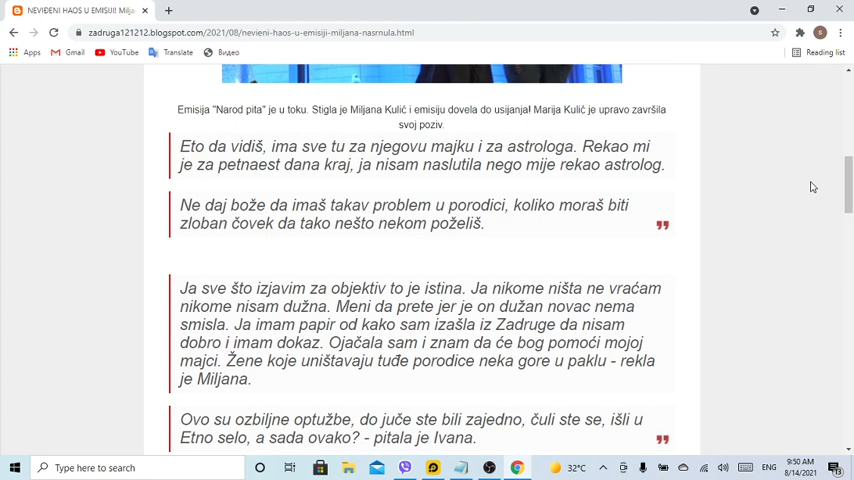 NEVIĐENI HAOS U EMISIJI! Milja
zadruga121212.blogspot.com/2021/08/nevieni-haos-u-emisiji-miljana-nasrnula.html
B
Apps Gmail YouTube Translate Видео Reading list
Emisija "Narod pita" je u toku. Stigla je Miljana Kulić i emisiju dovela do usijanja! Marija Kulić je upravo završila
svoj poziv.
Eto da vidiš, ima sve tu za njegovu majku i za astrologa. Rekao mi
je za petnaest dana kraj, ja nisam naslutila nego mije rekao astrolog.
Ne daj bože da imaš takav problem u porodici, koliko moraš biti
zloban čovek da tako nešto nekom poželiš.
Ja sve što izjavim za objektiv to je istina. Ja nikome ništa ne vraćam
nikome nisam dužna. Meni da prete jer je on dužan novac nema
smisla. Ja imam papir od kako sam izašla iz Zadruge da nisam
dobro i imam dokaz. Ojačala sam i znam da će bog pomoći mojoj
majci. Žene koje uništavaju tuđe porodice neka gore u paklu - rekla
je Miljana.
Ovo su ozbiljne optužbe, do juče ste bili zajedno, čuli ste se, išli u
Etno selo, a sada ovako? - pitala je Ivana.
Type here to search
32°C
ENG
9:50 AM
8/14/2021
13